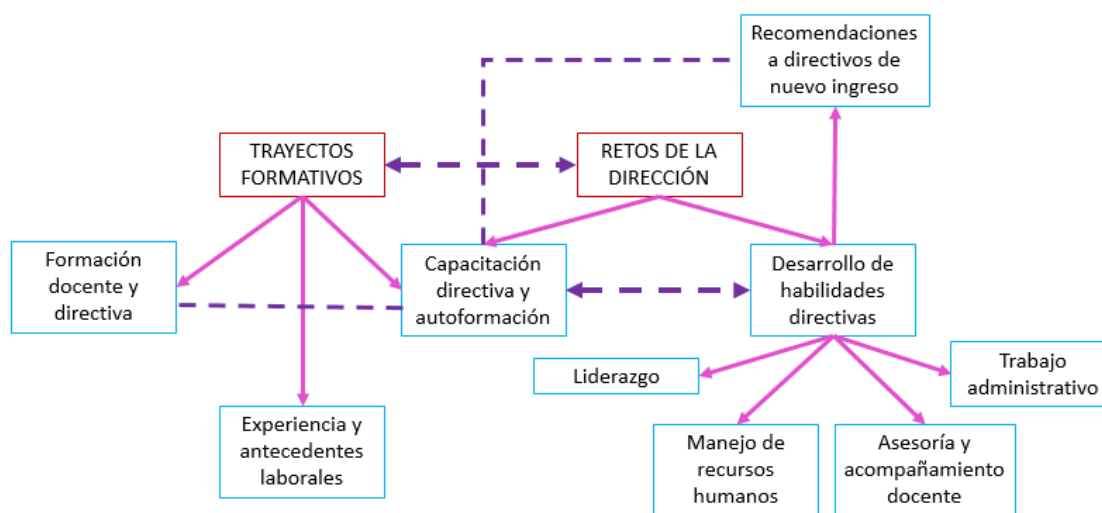 Recomendaciones
a directivos de
nuevo ingreso
TRAYECTOS
FORMATIVOS
RETOS DE LA
DIRECCIÓN
Formación
docente y
directiva
Capacitación
directiva y
autoformación
Desarrollo de
habilidades
directivas
Liderazgo
Trabajo
administrativo
Experiencia y
antecedentes
laborales
Manejo de
recursos
humanos
Asesoría y
acompañamiento
docente